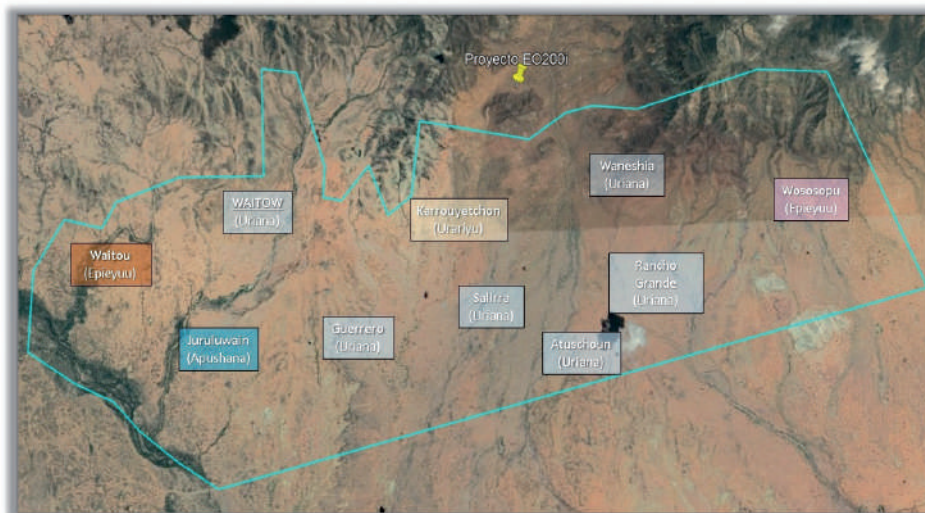 Proyecto EO200i
Waneshia
(Uriana)
Wososopu
(Epieyuu)
WAITOW
(Uriana)
Karrouyetchon
(Urariyu)
Waitou
(Epieyuu)
Rancho
Grande
(Uriana)
Salirra
(Uriana)
Juruluwain
(Apushana)
Guerrero
(Uriana)
Atuschoun
(Uriana)